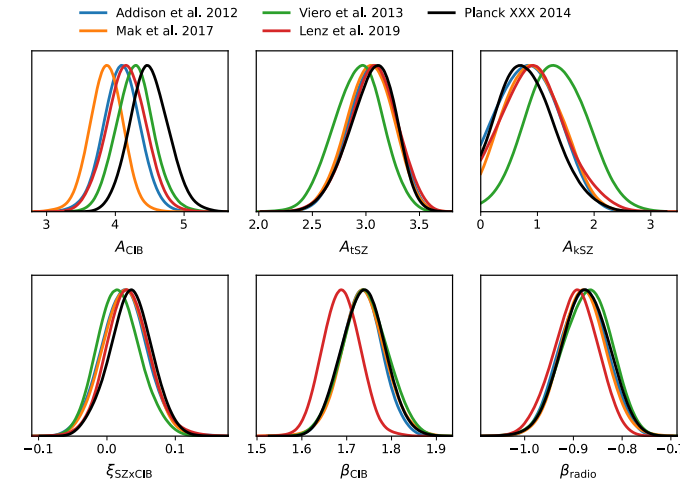 Addison et al. 2012 Viero et al. 2013 Planck XXX 2014
Mak et al. 2017 Lenz et al. 2019
3 4 5 2.0 2.5 3.0 3.5 0 1 2 3
A_CIB A_tSZ A_kSZ
−0.1 0.0 0.1 1.5 1.6 1.7 1.8 1.9 −1.0 −0.9 −0.8 −0.7
ξ_SZxCIB β_CIB β_radio